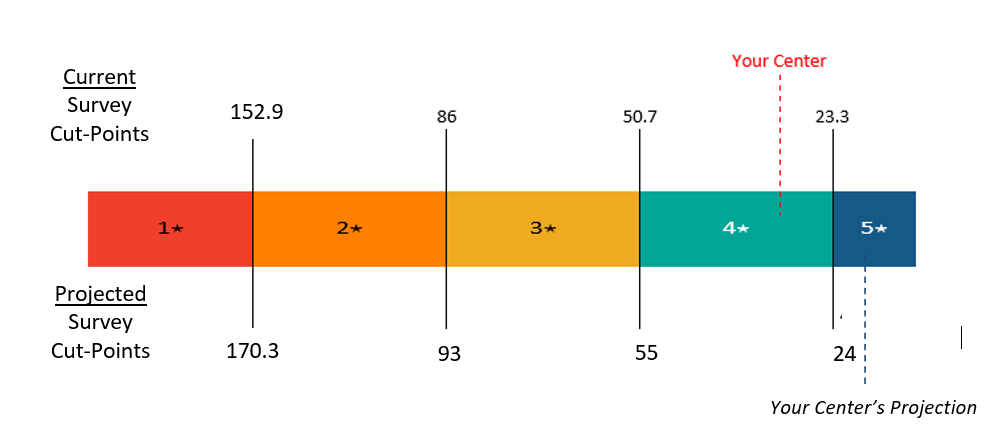 Your Center
Current
Survey
Cut-Points
152.9
86
50.7
23.3
1★
2★
3★
4★
5★
Projected
Survey
Cut-Points
170.3
93
55
24
Your Center’s Projection